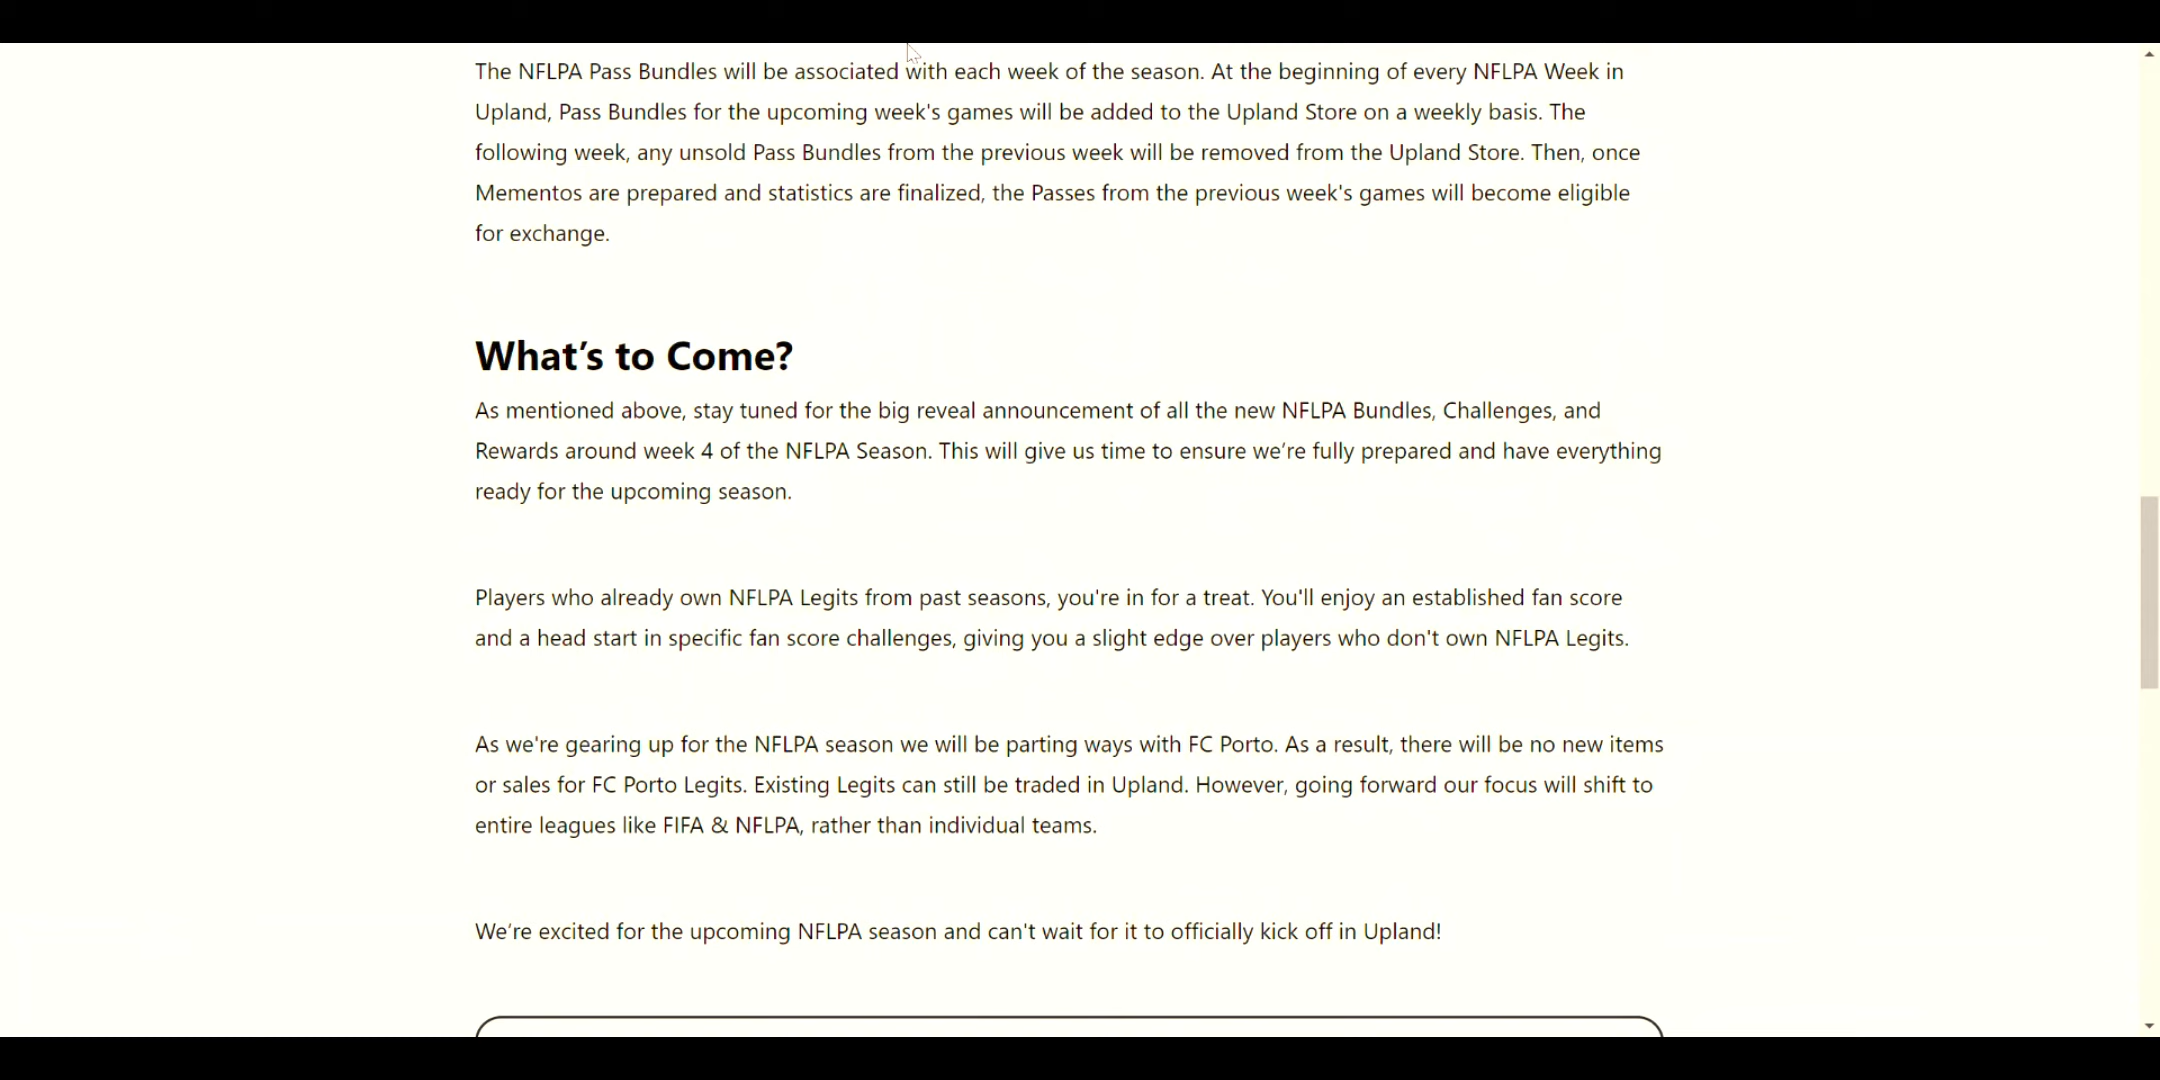 The NFLPA Pass Bundles will be associated with each week of the season. At the beginning of every NFLPA Week in
Upland, Pass Bundles for the upcoming week's games will be added to the Upland Store on a weekly basis. The
following week, any unsold Pass Bundles from the previous week will be removed from the Upland Store. Then, once
Mementos are prepared and statistics are finalized, the Passes from the previous week's games will become eligible
for exchange.
What’s to Come?
As mentioned above, stay tuned for the big reveal announcement of all the new NFLPA Bundles, Challenges, and
Rewards around week 4 of the NFLPA Season. This will give us time to ensure we’re fully prepared and have everything
ready for the upcoming season.
Players who already own NFLPA Legits from past seasons, you're in for a treat. You'll enjoy an established fan score
and a head start in specific fan score challenges, giving you a slight edge over players who don't own NFLPA Legits.
As we're gearing up for the NFLPA season we will be parting ways with FC Porto. As a result, there will be no new items
or sales for FC Porto Legits. Existing Legits can still be traded in Upland. However, going forward our focus will shift to
entire leagues like FIFA & NFLPA, rather than individual teams.
We’re excited for the upcoming NFLPA season and can't wait for it to officially kick off in Upland!